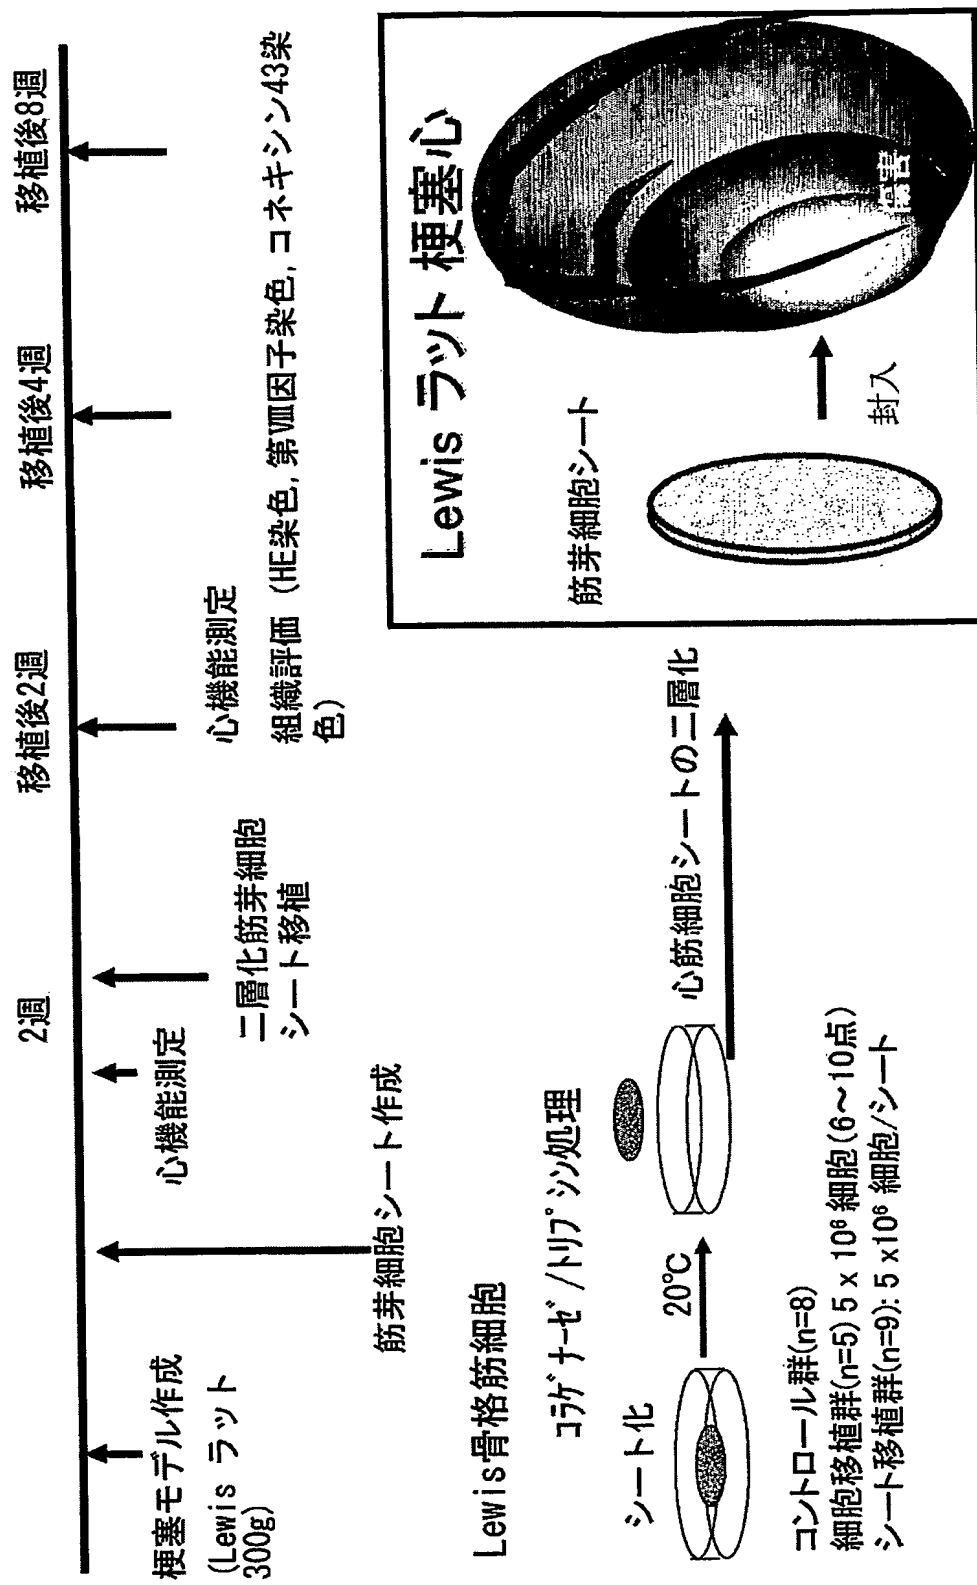 2週
移植後2週
移植後4週
移植後8週
梗塞モデル作成
(Lewis ラット
300g)
筋芽細胞シート作成
心機能測定
二層化筋芽細胞
シート移植
心機能測定
組織評価 (HE染色, 第Ⅷ因子染色, コネキシン43染
色)
Lewis骨格筋細胞
コラゲナーゼ/トリプシン処理
シート化
20℃
心筋細胞シートの二層化
コントロール群(n=8)
細胞移植群(n=5) 5 x 10⁶ 細胞(6～10点)
シート移植群(n=9): 5 x10⁶ 細胞/シート
Lewis ラット 梗塞心
筋芽細胞シート
封入